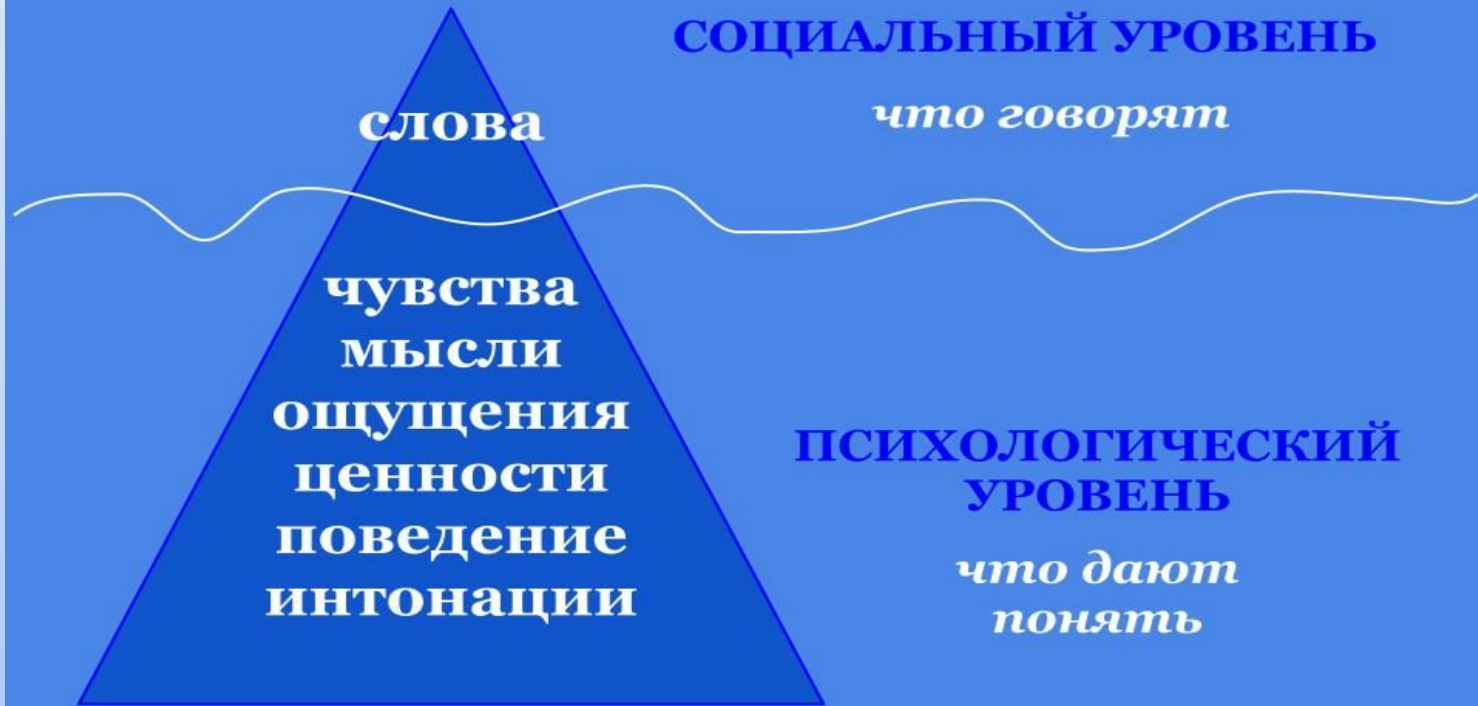 СОЦИАЛЬНЫЙ УРОВЕНЬ
что говорят
слова
чувства
мысли
ощущения
ценности
поведение
интонации
ПСИХОЛОГИЧЕСКИЙ
УРОВЕНЬ
что дают
понять